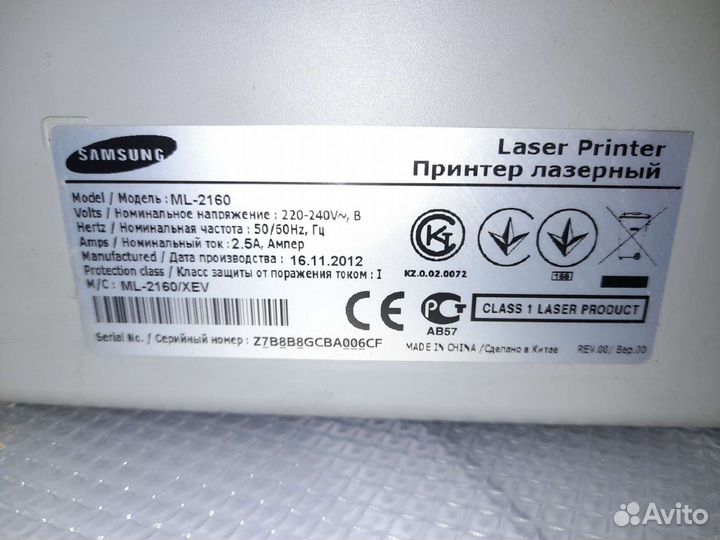 SAMSUNG
Laser Printer
Принтер лазерный
Model / Модель : ML-2160
Volts / Номинальное напряжение : 220-240V~, В
Hertz / Номинальная частота : 50/60Hz, Гц
Amps / Номинальный ток : 2.5A, Ампер
Manufactured / Дата производства : 16.11.2012
Protection class / Класс защиты от поражения током : I
M/C : ML-2160/XEV
KZ.0.02.0072
166
AB57
CLASS 1 LASER PRODUCT
Serial No. / Серийный номер : Z7B8B8GCBA006CF
MADE IN CHINA /Сделано в Китае
REV.00/ Вер.00
Avito